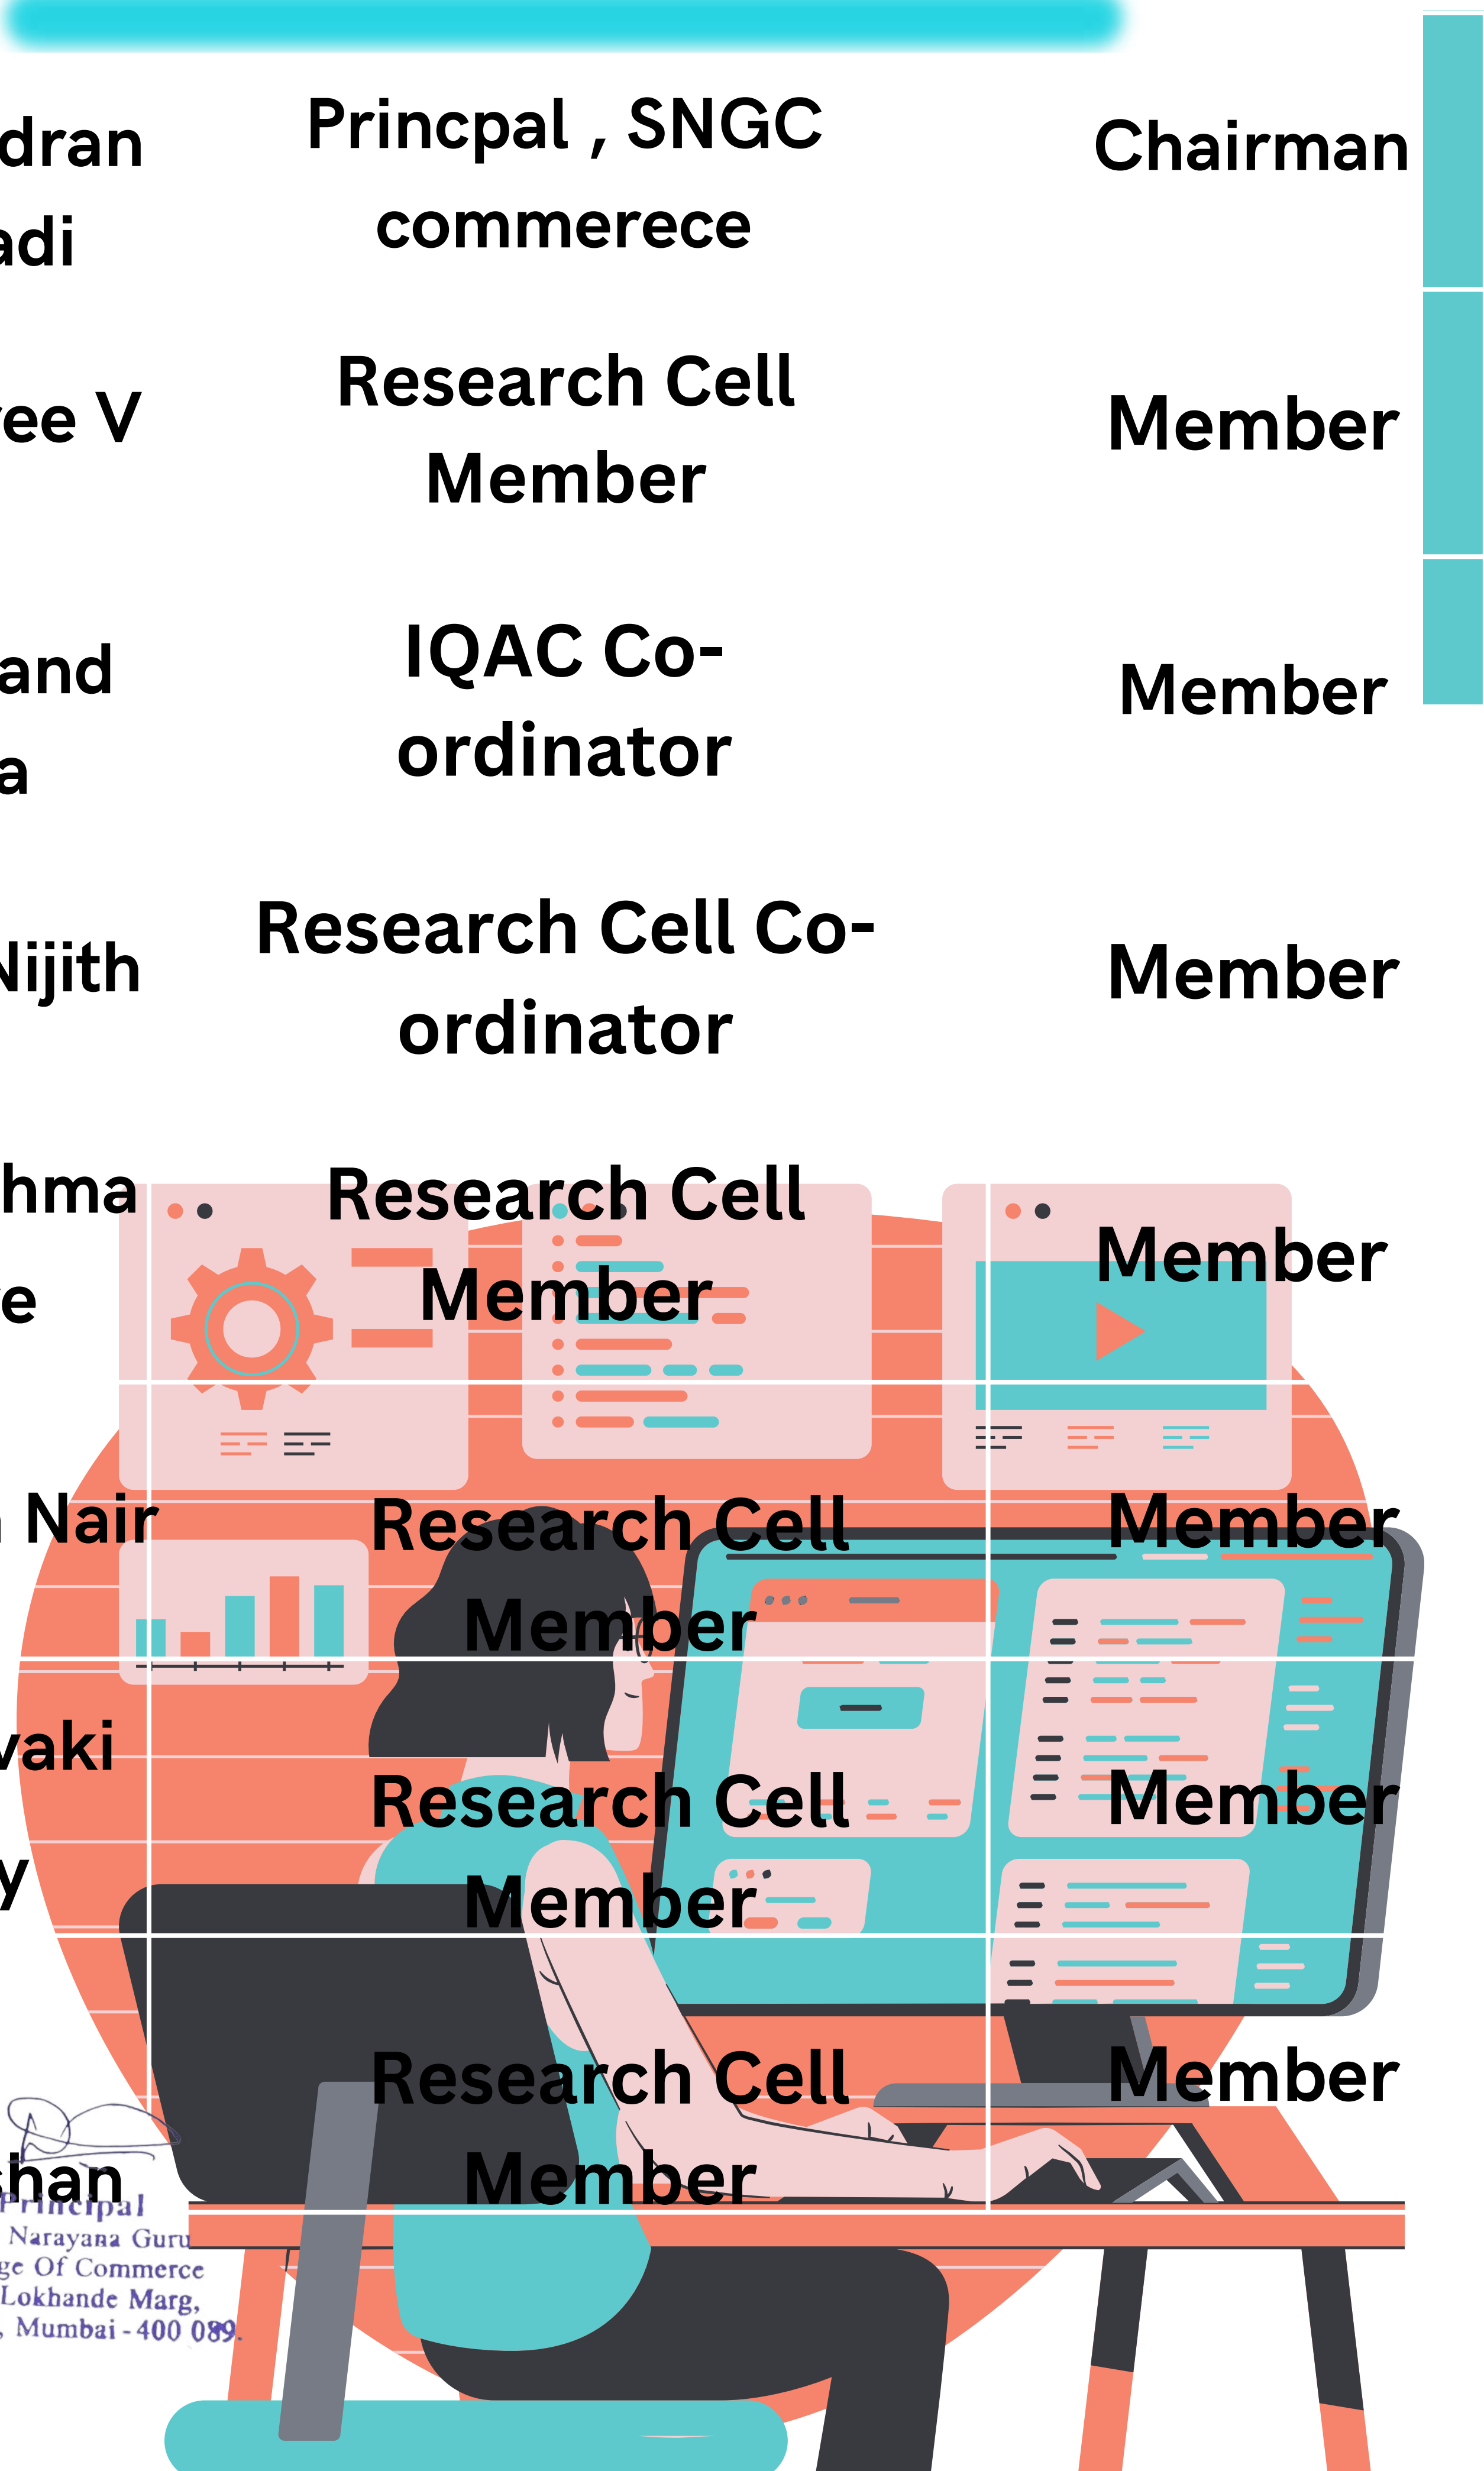 dran
adi
Princpal , SNGC
commerece
Chairman
ree V
Research Cell
Member
Member
and
a
IQAC Co-
ordinator
Member
Nijith
Research Cell Co-
ordinator
Member
hma
e
Research Cell
Member
Member
Nair
Research Cell
Member
Member
vaki
y
Research Cell
Member
Member
shan
Research Cell
Member
Member
Principal
Narayana Guru
ge Of Commerce
Lokhande Marg,
, Mumbai - 400 089.